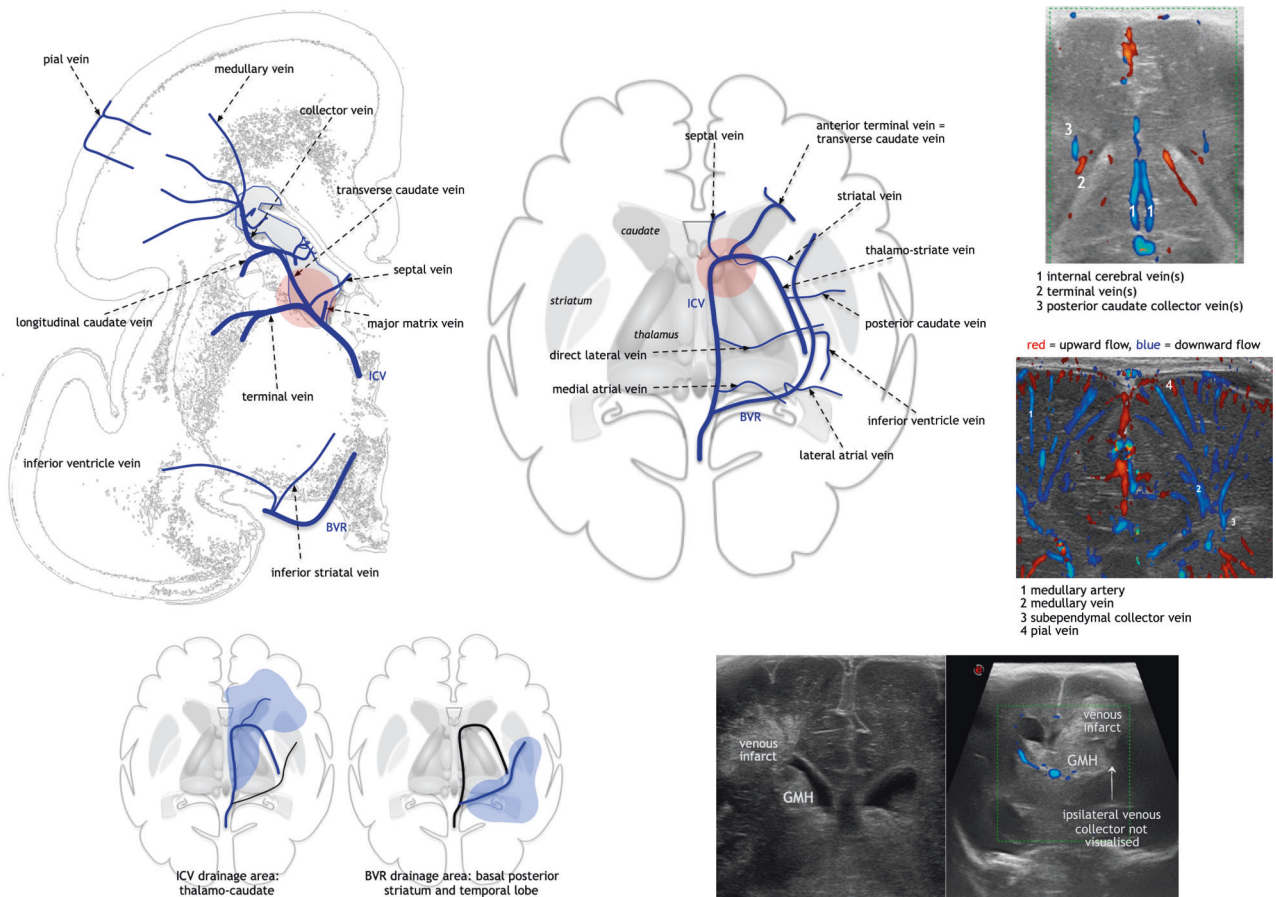 pial vein
medullary vein
collector vein
transverse caudate vein
septal vein
longitudinal caudate vein
major matrix vein
ICV
terminal vein
inferior ventricle vein
BVR
inferior striatal vein
septal vein
anterior terminal vein =
transverse caudate vein
striatal vein
caudate
thalamo-striate vein
ICV
striatum
posterior caudate vein
thalamus
direct lateral vein
medial atrial vein
BVR
inferior ventricle vein
lateral atrial vein
3
2
1 1
1 internal cerebral vein(s)
2 terminal vein(s)
3 posterior caudate collector vein(s)
red = upward flow, blue = downward flow
4
1
2
3
1 medullary artery
2 medullary vein
3 subependymal collector vein
4 pial vein
ICV drainage area:
thalamo-caudate
BVR drainage area: basal posterior
striatum and temporal lobe
venous
infarct
GMH
venous
infarct
GMH
ipsilateral venous
collector not
visualised